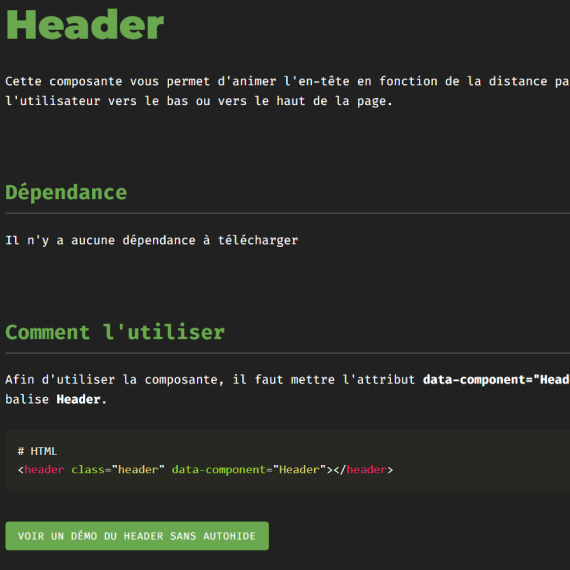 Header
Cette composante vous permet d'animer l'en-tête en fonction de la distance
l'utilisateur vers le bas ou vers le haut de la page.
Dépendance
Il n'y a aucune dépendance à télécharger
Comment l'utiliser
Afin d'utiliser la composante, il faut mettre l'attribut data-component="Head
balise Header.
# HTML
<header class="header" data-component="Header"></header>
VOIR UN DÉMO DU HEADER SANS AUTOHIDE